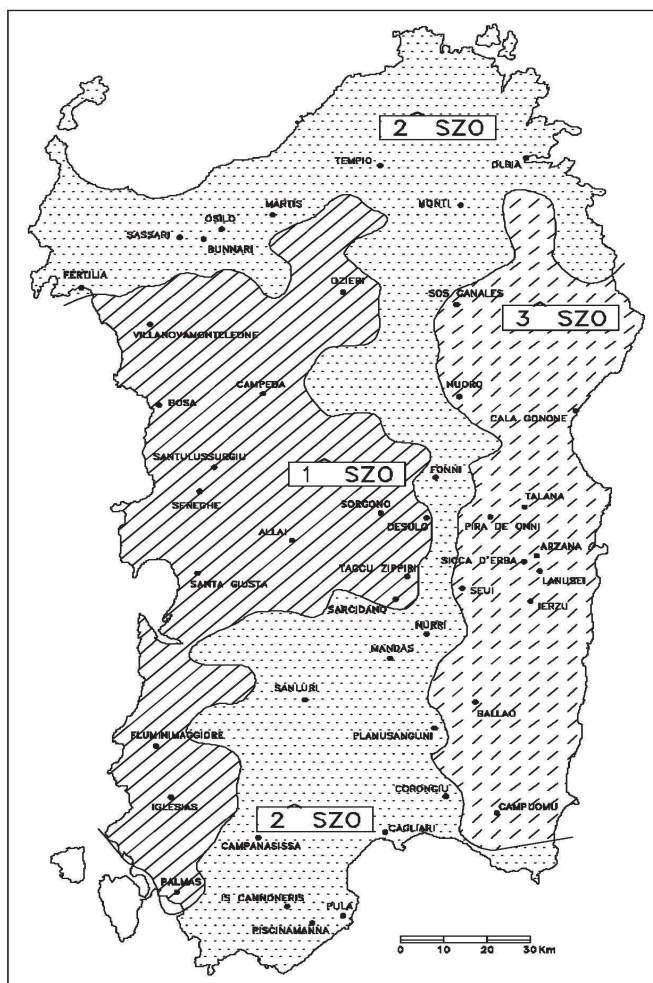 2 SZO
TEMPIO
OLBIA
MARTIS
MONTI
OSILO
SASSARI
BUNNARI
FERTILIA
OZIERI
SOS CANALES
3 SZO
VILLANOVAMONTELEONE
CAMPEDA
NUORO
BOSA
CALA GONONE
SANTULUSSURGIU
1 SZO
FONNI
SENEGHE
SORGONO
TALANA
DESULO
PIRA DE ONNI
ALLAI
ARZANA
SICCA D'ERBA
SANTA GIUSTA
TACCU ZIPPIRI
LANUSEI
SEUI
SARCIDANO
IERZU
NURRI
MANDAS
SANLURI
BALLAO
FLUMINIMAGGIORE
PLANUSANGUNI
IGLESIAS
CORONGIU
CAMPUOMU
2 SZO
CAGLIARI
CAMPANASISSA
PALMAS
IS CANNONERIS
PULA
PISCINAMANNA
0 10 20 30 Km